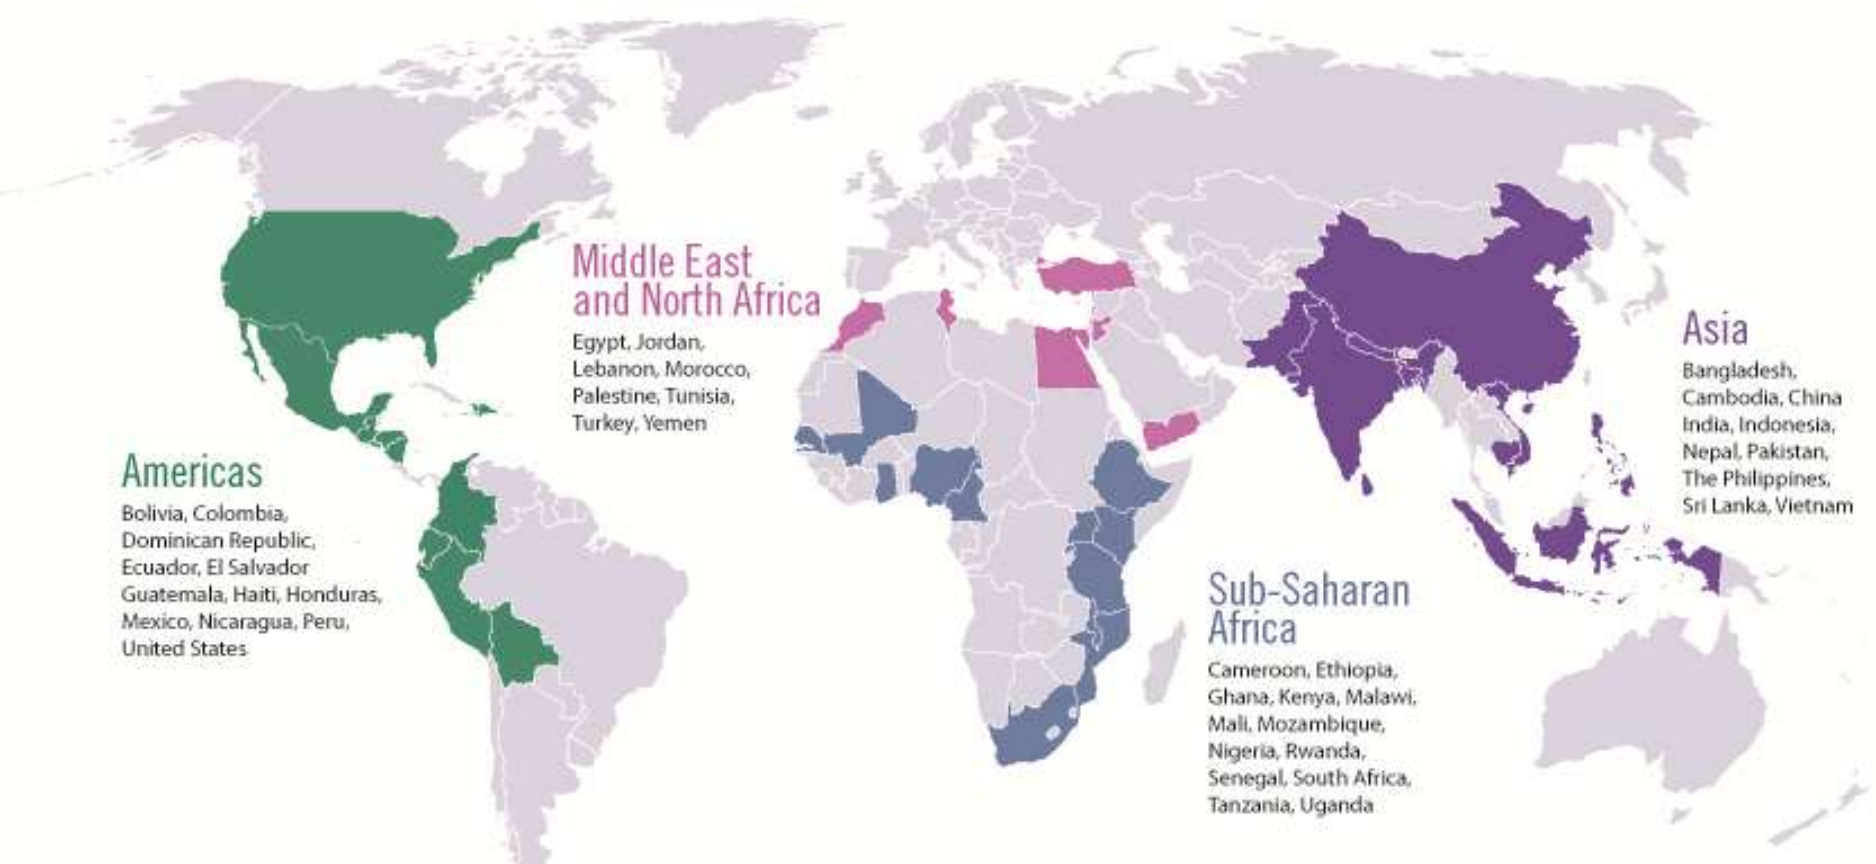 Middle East
and North Africa
Egypt, Jordan,
Lebanon, Morocco,
Palestine, Tunisia,
Turkey, Yemen
Americas
Bolivia, Colombia,
Dominican Republic,
Ecuador, El Salvador
Guatemala, Haiti, Honduras,
Mexico, Nicaragua, Peru,
United States
Asia
Bangladesh,
Cambodia, China
India, Indonesia,
Nepal, Pakistan,
The Philippines,
Sri Lanka, Vietnam
Sub-Saharan
Africa
Cameroon, Ethiopia,
Ghana, Kenya, Malawi,
Mali, Mozambique,
Nigeria, Rwanda,
Senegal, South Africa,
Tanzania, Uganda